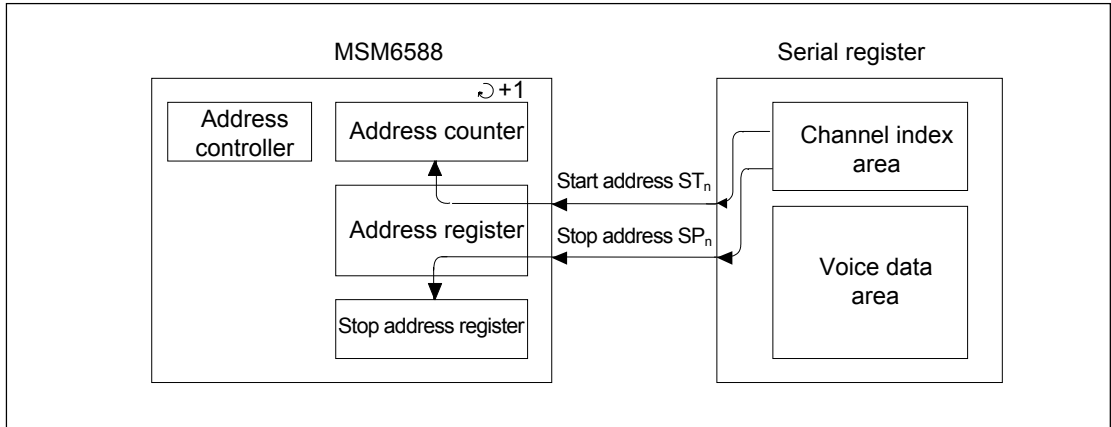 MSM6588
Serial register
+1
Address
controller
Address counter
Channel index
area
Start address STn
Address register
Stop address SPn
Voice data
area
Stop address register